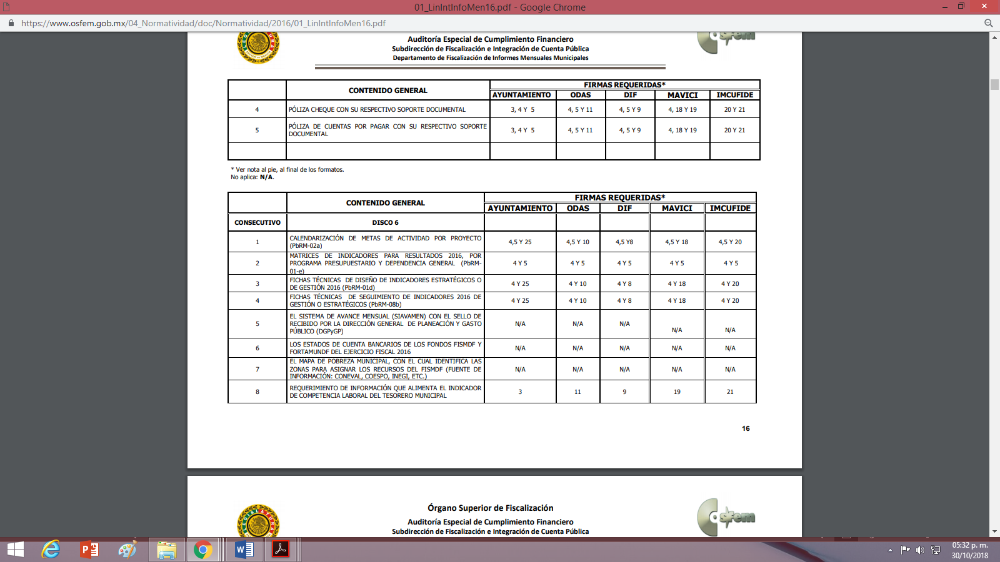 01_LinIntInfoMen16.pdf - Google Chrome
https://www.osfem.gob.mx/04_Normatividad/doc/Normatividad/2016/01_LinIntInfoMen16.pdf
Auditoría Especial de Cumplimiento Financiero
Subdirección de Fiscalización e Integración de Cuenta Pública
Departamento de Fiscalización de Informes Mensuales Municipales
osfem
CONTENIDO GENERAL
FIRMAS REQUERIDAS*
AYUNTAMIENTO ODAS DIF MAVICI IMCUFIDE
4 PÓLIZA CHEQUE CON SU RESPECTIVO SOPORTE DOCUMENTAL 3, 4 Y 5 4, 5 Y 11 4, 5 Y 9 4, 18 Y 19 20 Y 21
5 PÓLIZA DE CUENTAS POR PAGAR CON SU RESPECTIVO SOPORTE
DOCUMENTAL 3, 4 Y 5 4, 5 Y 11 4, 5 Y 9 4, 18 Y 19 20 Y 21
* Ver nota al pie, al final de los formatos.
No aplica: N/A.
CONTENIDO GENERAL
FIRMAS REQUERIDAS*
AYUNTAMIENTO ODAS DIF MAVICI IMCUFIDE
CONSECUTIVO DISCO 6
1 CALENDARIZACIÓN DE METAS DE ACTIVIDAD POR PROYECTO
(PbRM-02a) 4,5 Y 25 4,5 Y 10 4,5 Y8 4,5 Y 18 4,5 Y 20
2 MATRICES DE INDICADORES PARA RESULTADOS 2016, POR
PROGRAMA PRESUPUESTARIO Y DEPENDENCIA GENERAL (PbRM-
01-e) 4 Y 5 4 Y 5 4 Y 5 4 Y 5 4 Y 5
3 FICHAS TÉCNICAS DE DISEÑO DE INDICADORES ESTRATÉGICOS O
DE GESTIÓN 2016 (PbRM-01d) 4 Y 25 4 Y 10 4 Y 8 4 Y 18 4 Y 20
4 FICHAS TÉCNICAS DE SEGUIMIENTO DE INDICADORES 2016 DE
GESTIÓN O ESTRATÉGICOS (PbRM-08b) 4 Y 25 4 Y 10 4 Y 8 4 Y 18 4 Y 20
5 EL SISTEMA DE AVANCE MENSUAL (SIAVAMEN) CON EL SELLO DE
RECIBIDO POR LA DIRECCIÓN GENERAL DE PLANEACIÓN Y GASTO
PÚBLICO (DGPyGP) N/A N/A N/A N/A N/A
6 LOS ESTADOS DE CUENTA BANCARIOS DE LOS FONDOS FISMDF Y
FORTAMUNDF DEL EJERCICIO FISCAL 2016 N/A N/A N/A N/A N/A
7 EL MAPA DE POBREZA MUNICIPAL, CON EL CUAL IDENTIFICA LAS
ZONAS PARA ASIGNAR LOS RECURSOS DEL FISMDF (FUENTE DE
INFORMACIÓN: CONEVAL, COESPO, INEGI, ETC.) N/A N/A N/A N/A N/A
8 REQUERIMIENTO DE INFORMACIÓN QUE ALIMENTA EL INDICADOR
DE COMPETENCIA LABORAL DEL TESORERO MUNICIPAL 3 11 9 19 21
16
Órgano Superior de Fiscalización
Auditoría Especial de Cumplimiento Financiero
Subdirección de Fiscalización e Integración de Cuenta Pública
osfem
05:32 p. m.
30/10/2018